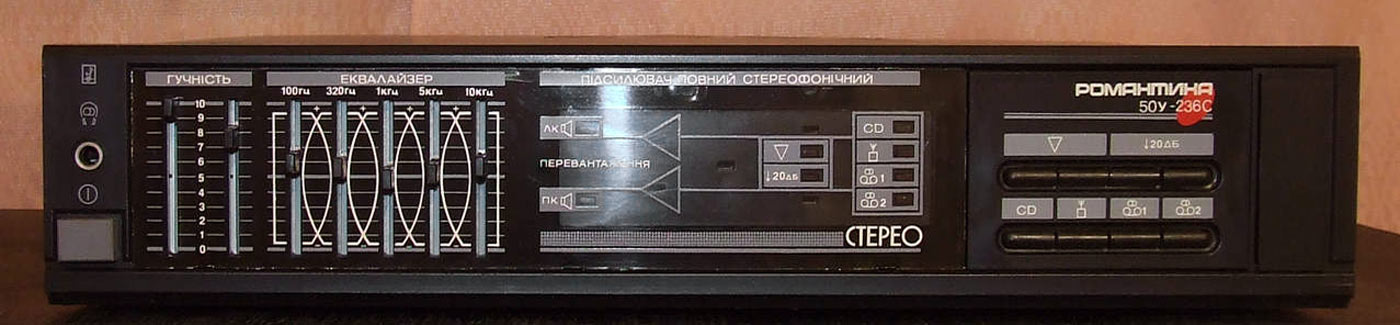 ГУЧНІСТЬ
10
9
8
7
6
5
4
3
2
1
0
ЕКВАЛАЙЗЕР
100ГЦ 320ГЦ 1КГЦ 5КГЦ 10КГЦ
+ + + +
- - - -
ПІДСИЛЮВАЧ ПОВНИЙ СТЕРЕОФОНІЧНИЙ
ЛК
ПЕРЕВАНТАЖЕННЯ
ПК
↓20ДБ
CD
1
2
СТЕРЕО
РОМАНТИКА
50У-236С
↓20ДБ
CD 1 2